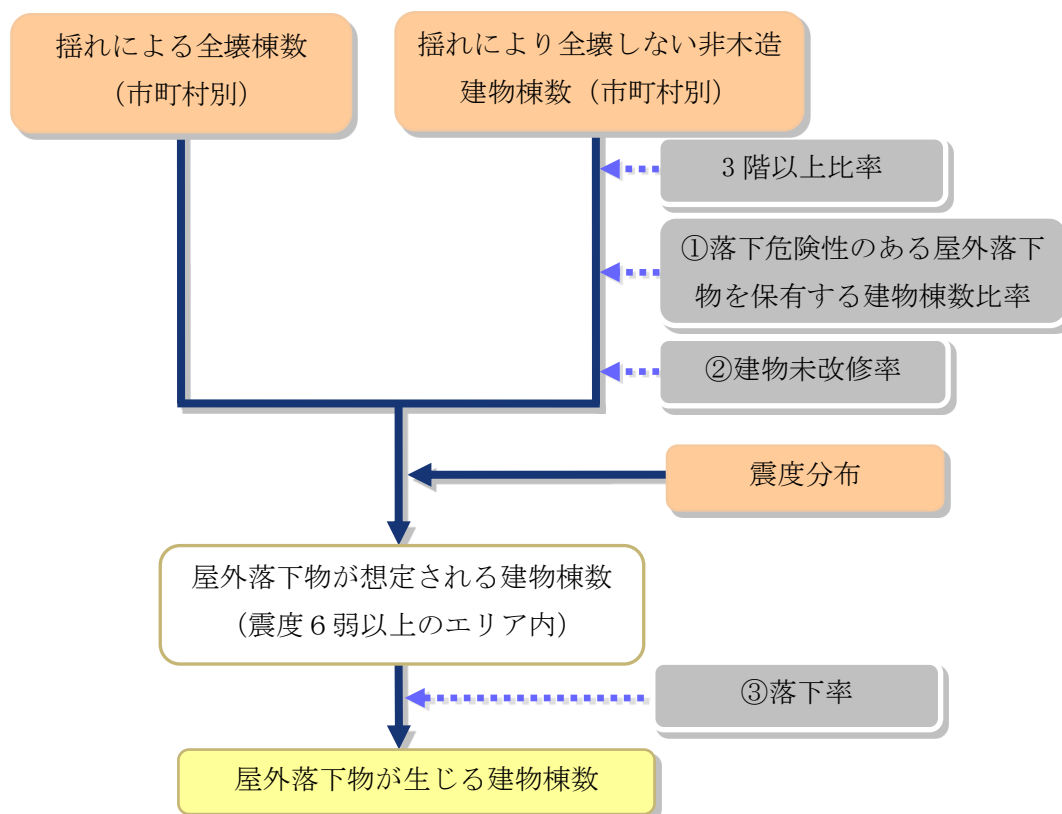 揺れによる全壊棟数
（市町村別）
揺れにより全壊しない非木造
建物棟数（市町村別）
３階以上比率
①落下危険性のある屋外落下
物を保有する建物棟数比率
②建物未改修率
震度分布
屋外落下物が想定される建物棟数
（震度６弱以上のエリア内）
③落下率
屋外落下物が生じる建物棟数